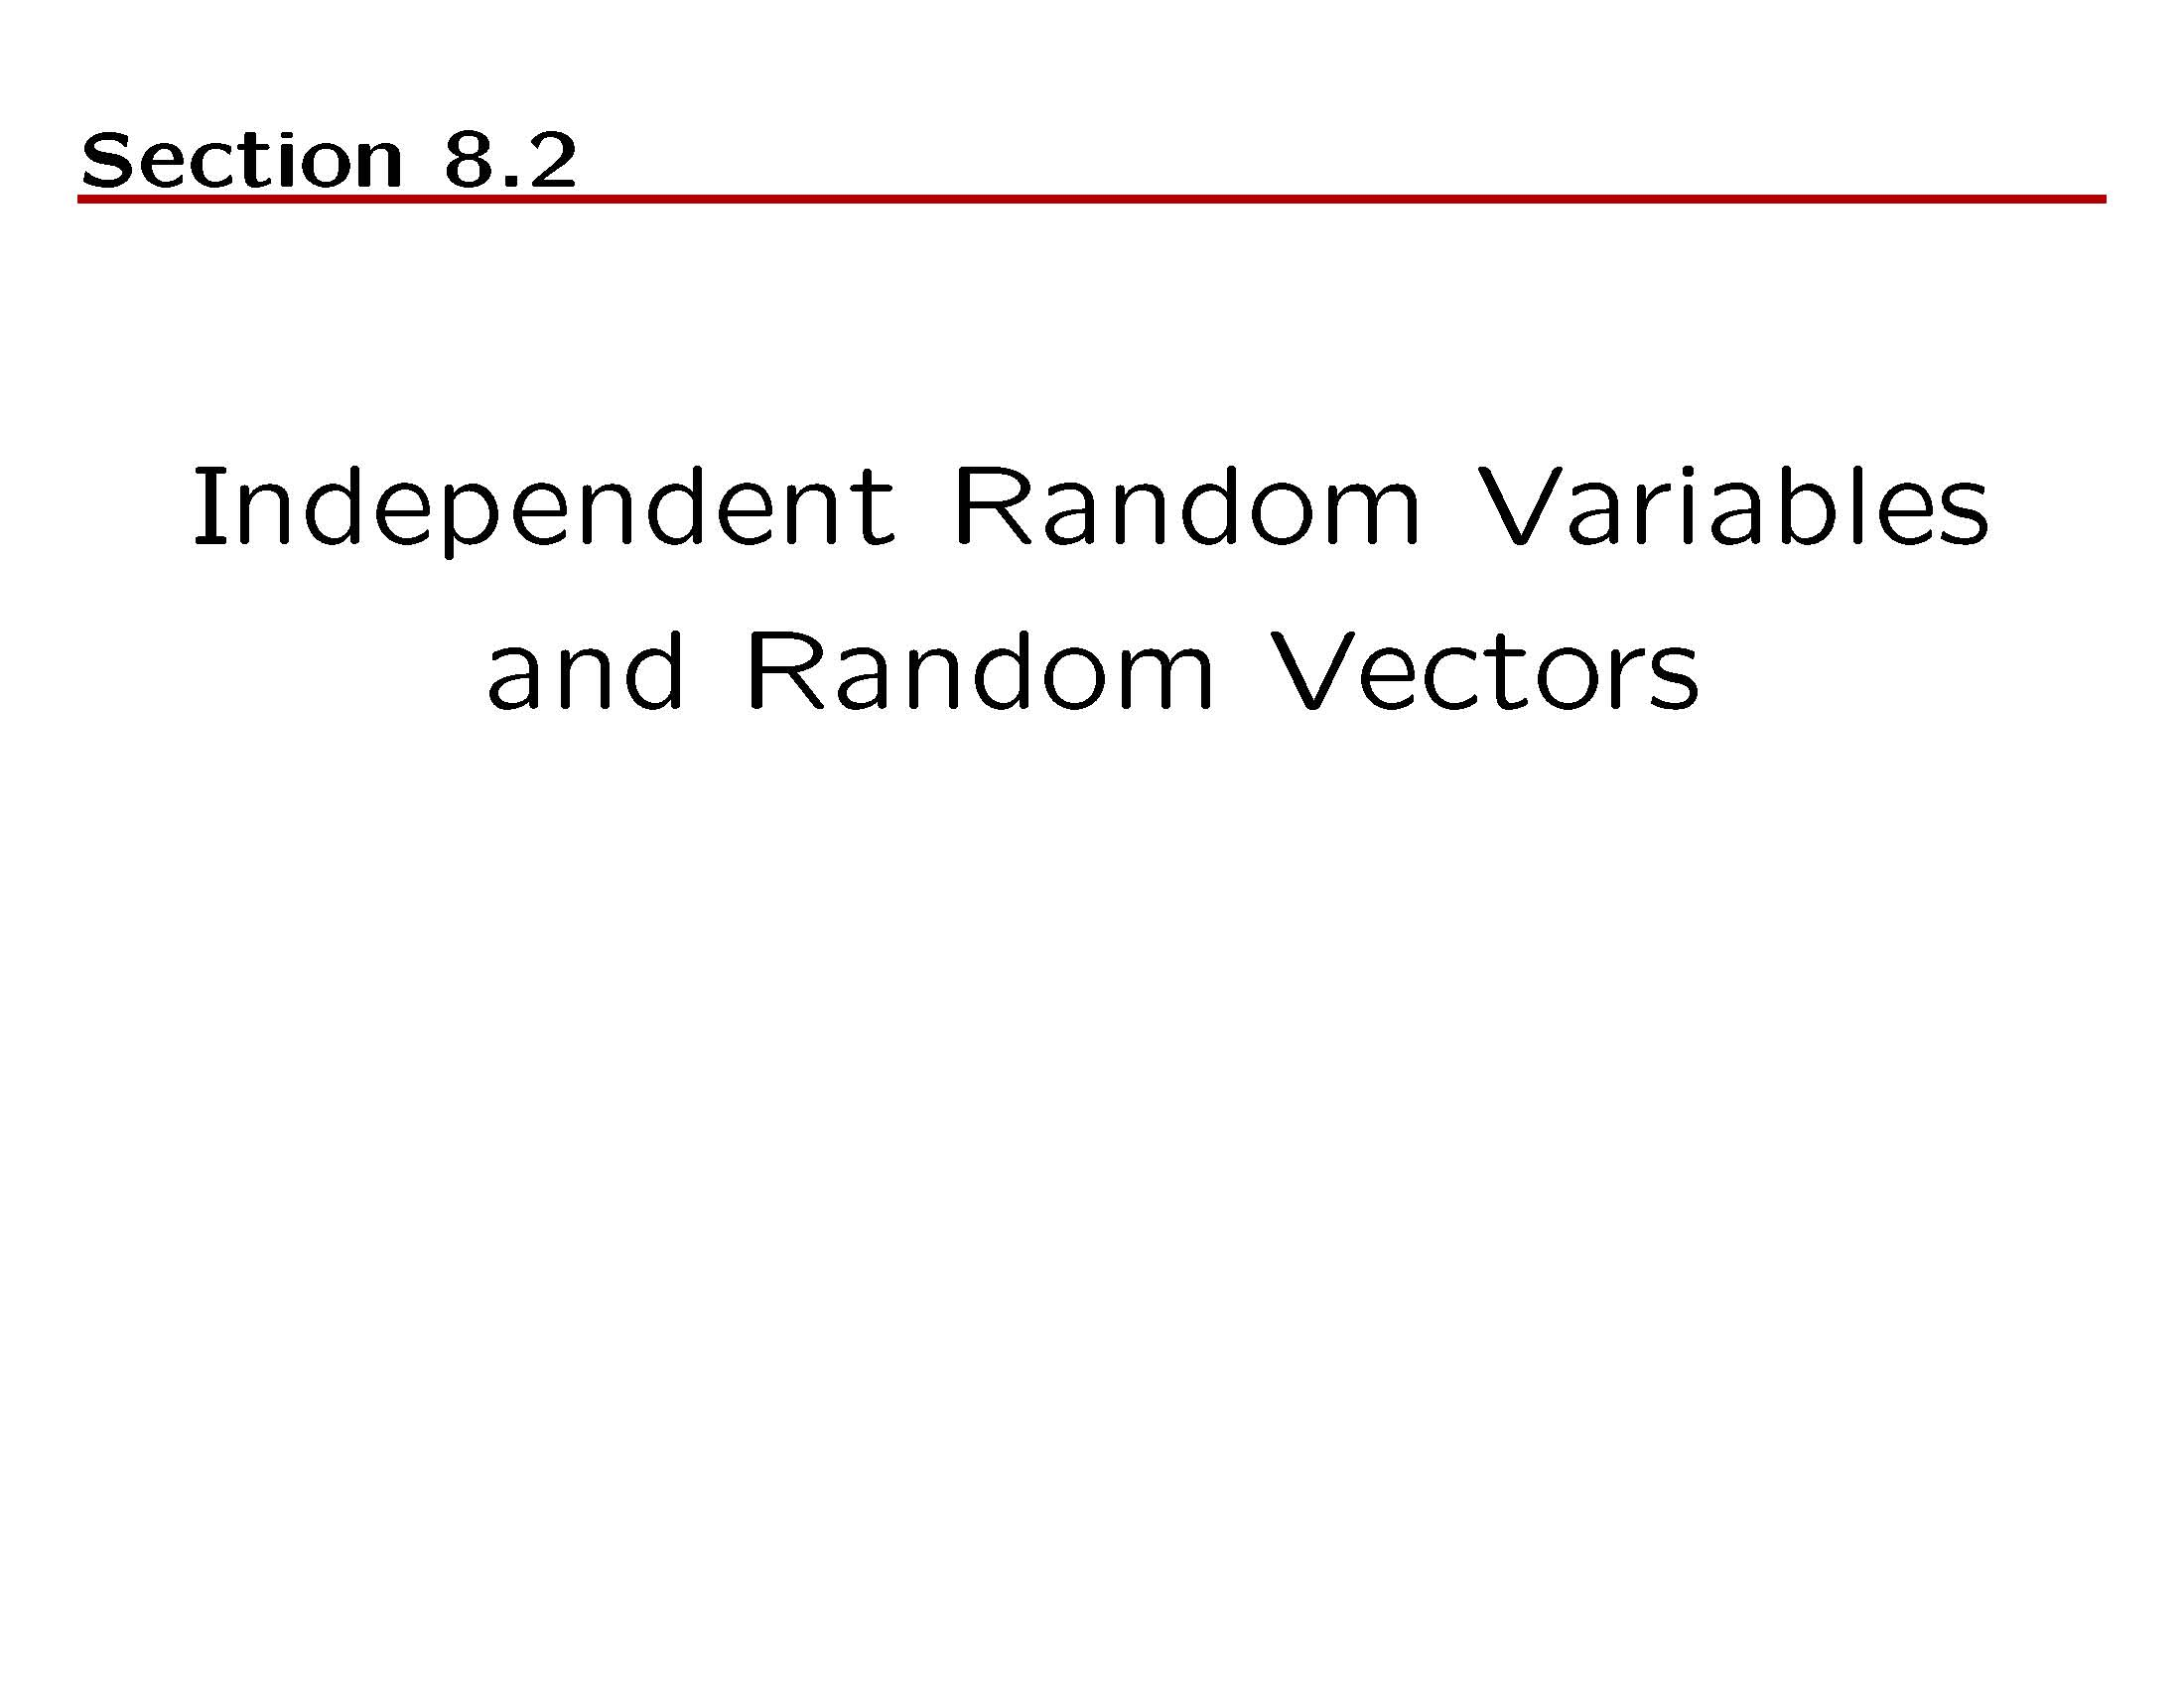 Section 8.2
Independent Random Variables
and Random Vectors